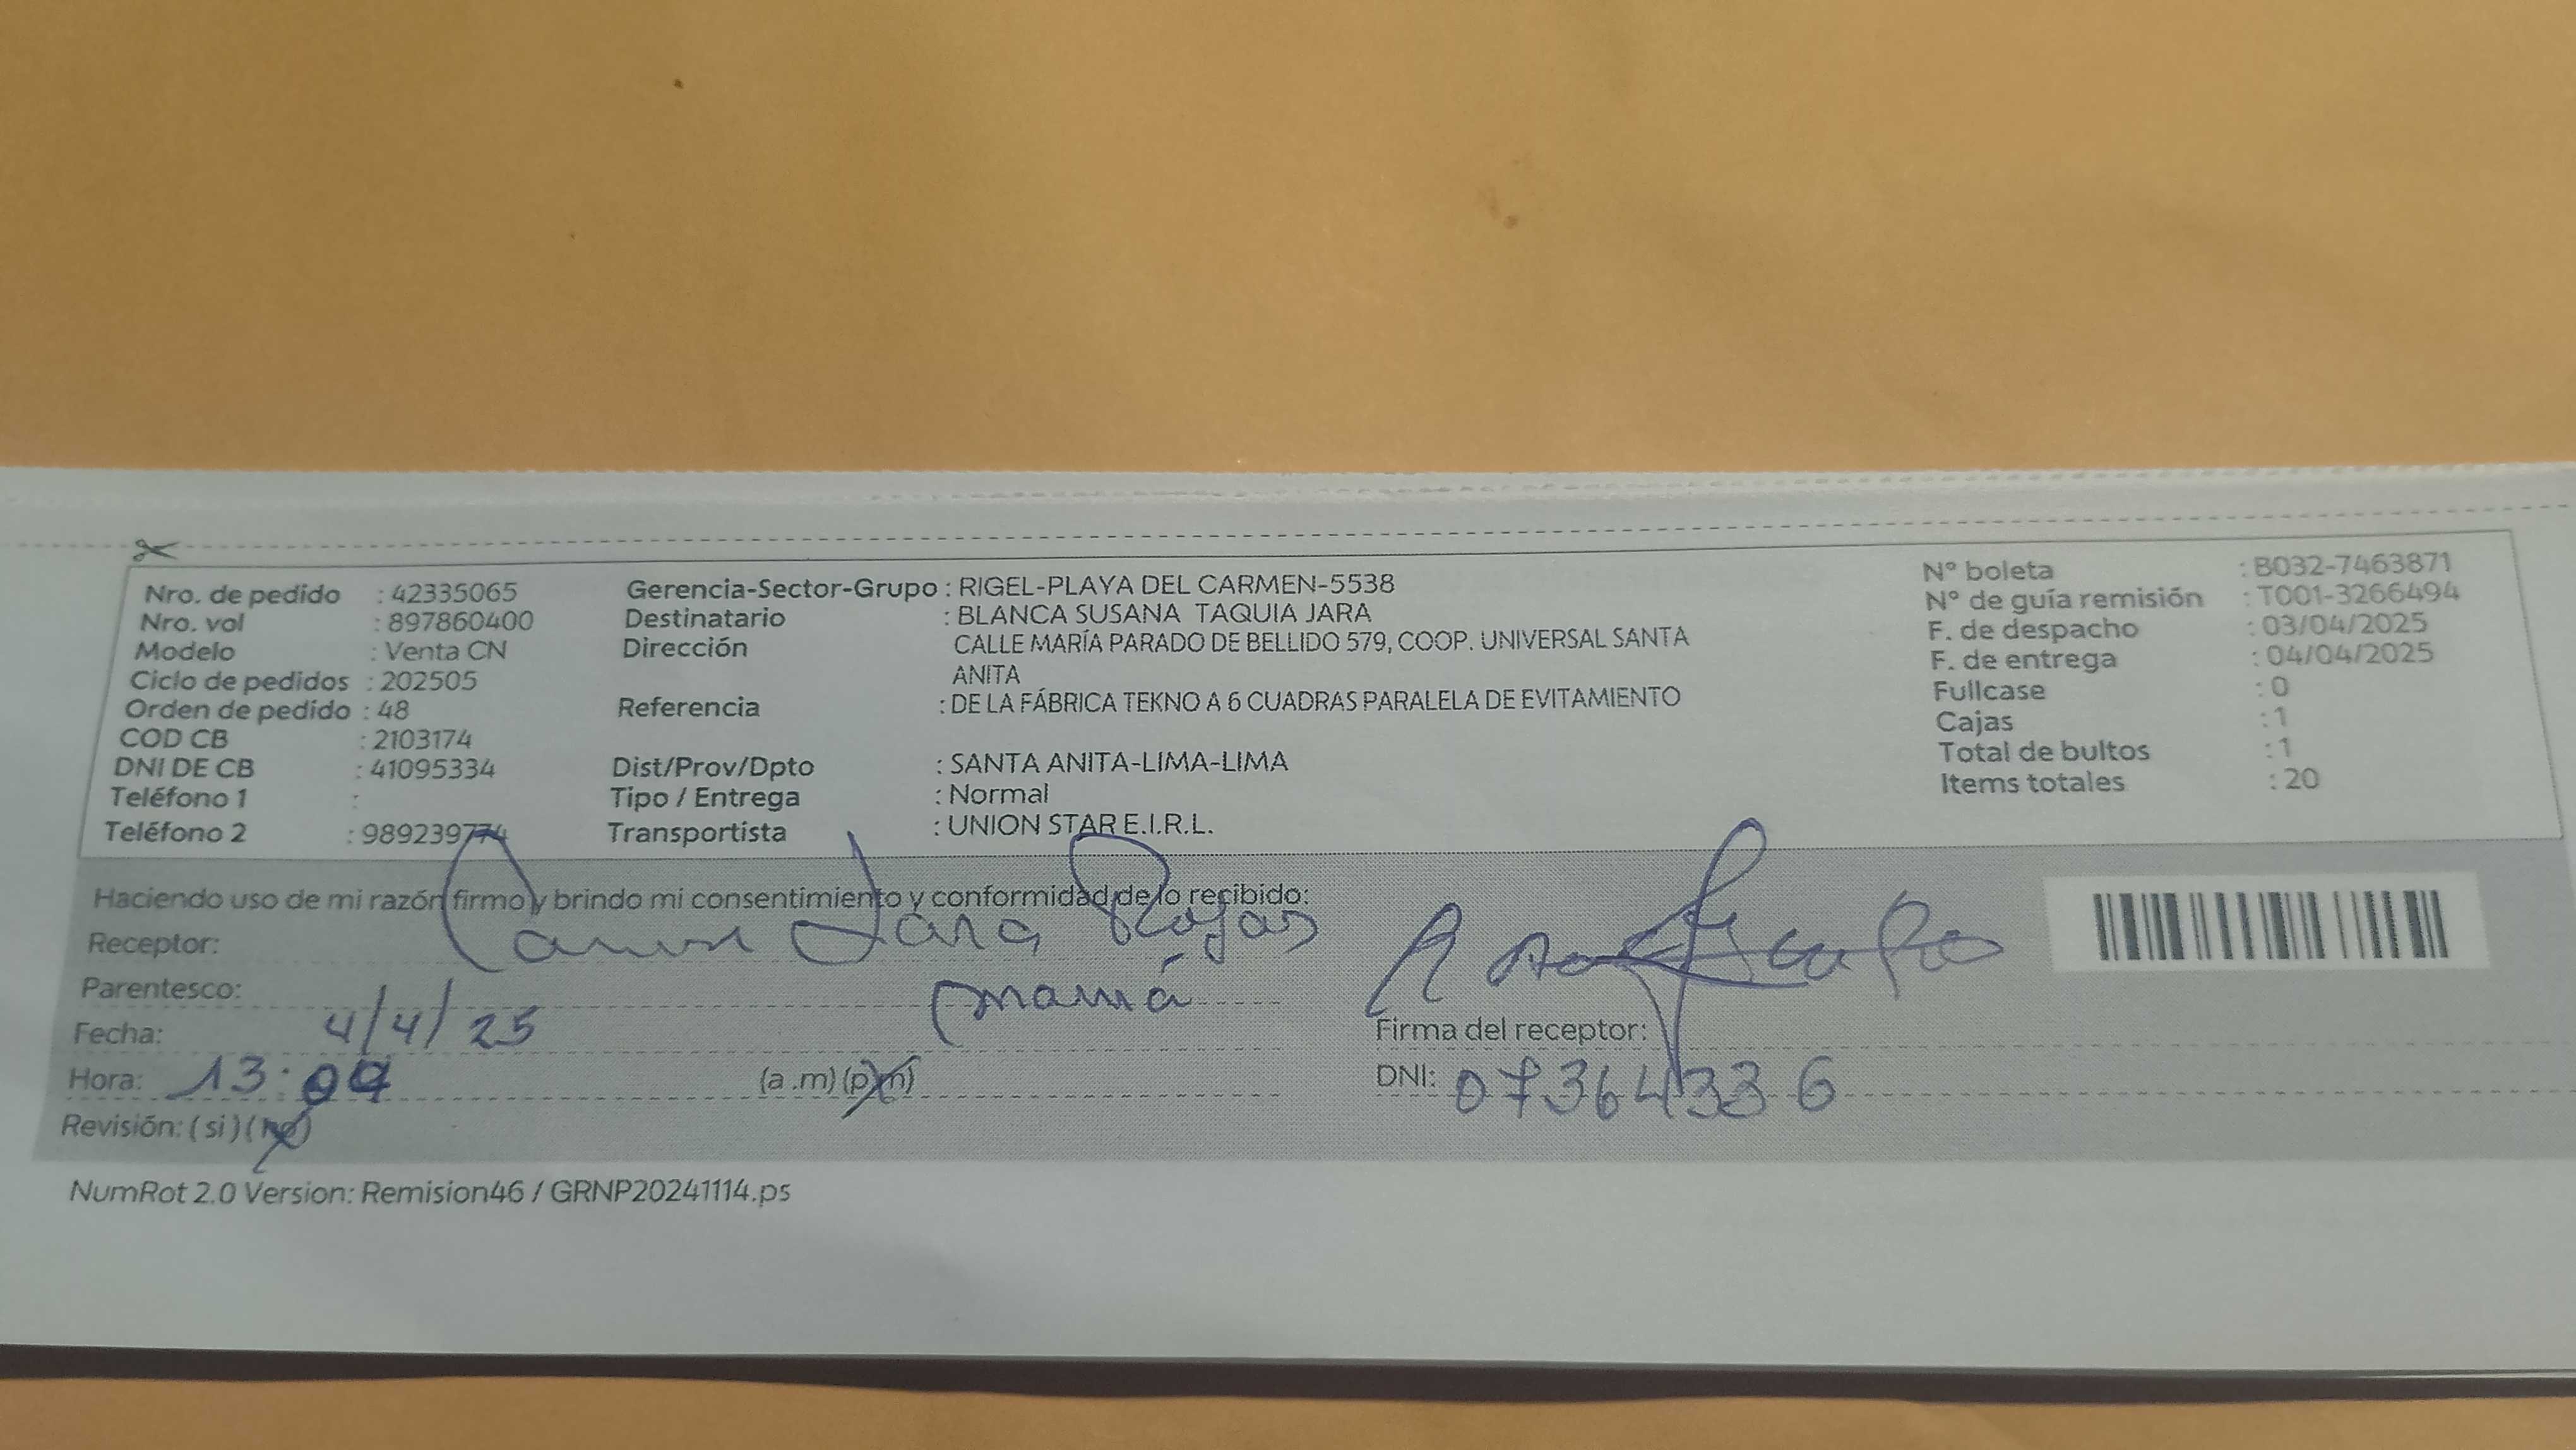 Nro. de pedido : 42335065 Gerencia-Sector-Grupo : RIGEL-PLAYA DEL CARMEN-5538 N° boleta : B032-7463871
Nro. vol : 897860400 Destinatario : BLANCA SUSANA TAQUIA JARA N° de guía remisión : T001-3266494
Modelo : Venta CN Dirección CALLE MARÍA PARADO DE BELLIDO 579, COOP. UNIVERSAL SANTA F. de despacho : 03/04/2025
ANITA F. de entrega : 04/04/2025
Ciclo de pedidos : 202505 Referencia : DE LA FÁBRICA TEKNO A 6 CUADRAS PARALELA DE EVITAMIENTO Fullcase : 0
Orden de pedido : 48 Cajas : 1
COD CB : 2103174 Dist/Prov/Dpto : SANTA ANITA-LIMA-LIMA Total de bultos : 1
DNI DE CB : 41095334 Tipo / Entrega : Normal Items totales : 20
Teléfono 1 :
Teléfono 2 : 989239774 Transportista : UNION STAR E.I.R.L.
Haciendo uso de mi razón firmo y brindo mi consentimiento y conformidad de lo recibido:
Receptor: Jara Rojas
Parentesco: mamá
Fecha: 4/4/25 Firma del receptor:
Hora: 13:09 (a.m) (pm) DNI: 07364336
Revisión: ( si ) ( no )
NumRot 2.0 Version: Remision46 / GRNP20241114.ps